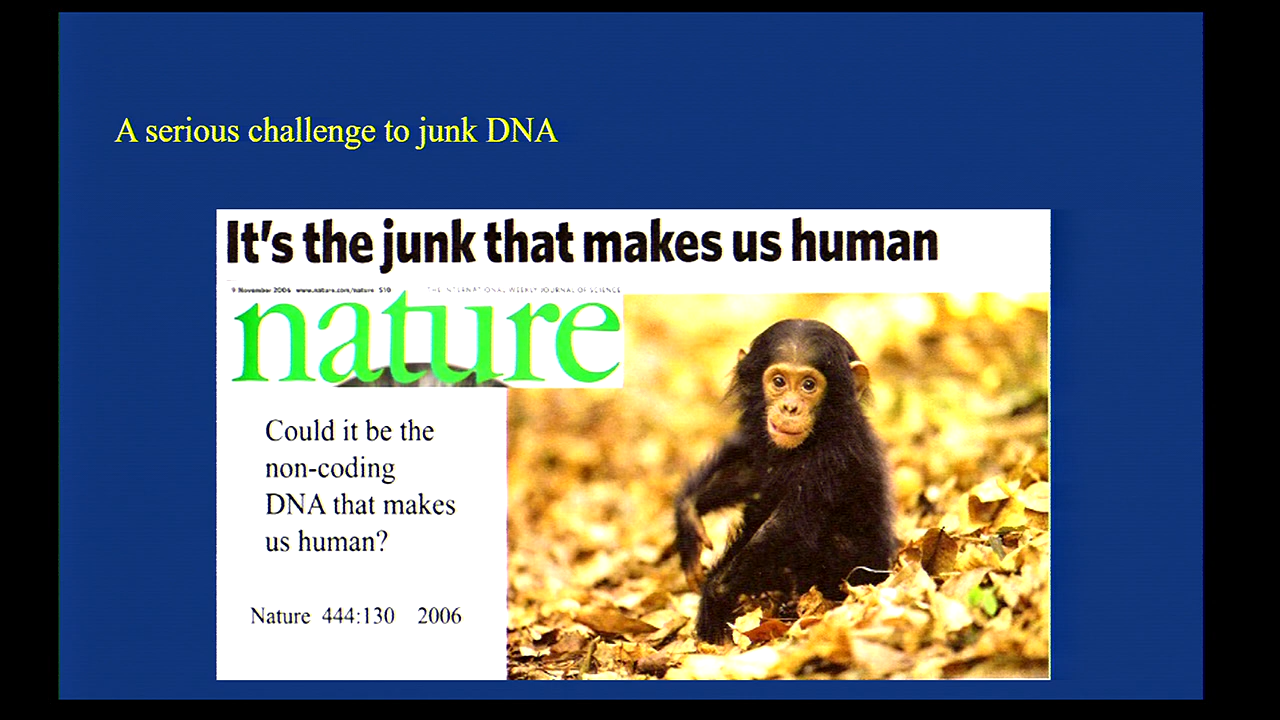 A serious challenge to junk DNA
It's the junk that makes us human
9 November 2006 www.nature.com/nature $10 THE INTERNATIONAL WEEKLY JOURNAL OF SCIENCE
nature
Could it be the
non-coding
DNA that makes
us human?
Nature 444:130 2006